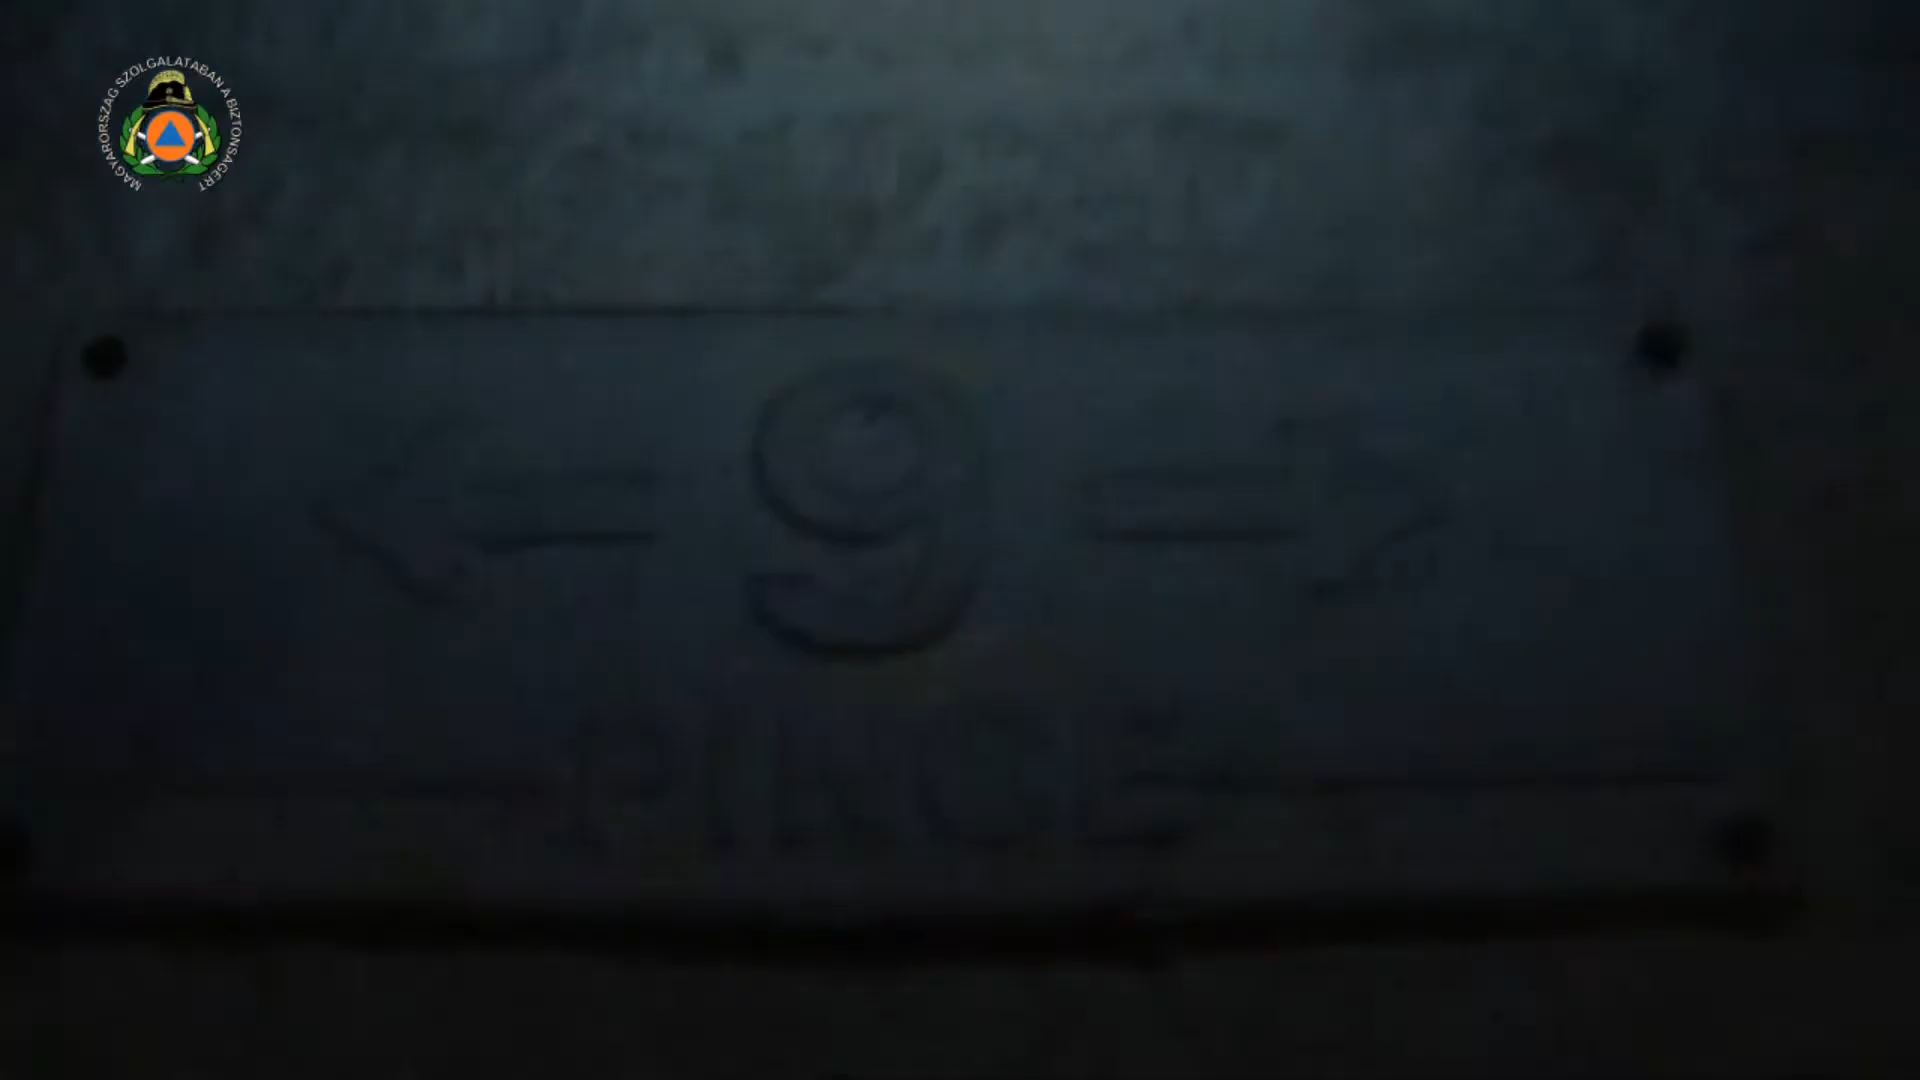 MAGYARORSZÁG SZOLGÁLATÁBAN A BIZTONSÁGÉRT
← 9 →
PINCE